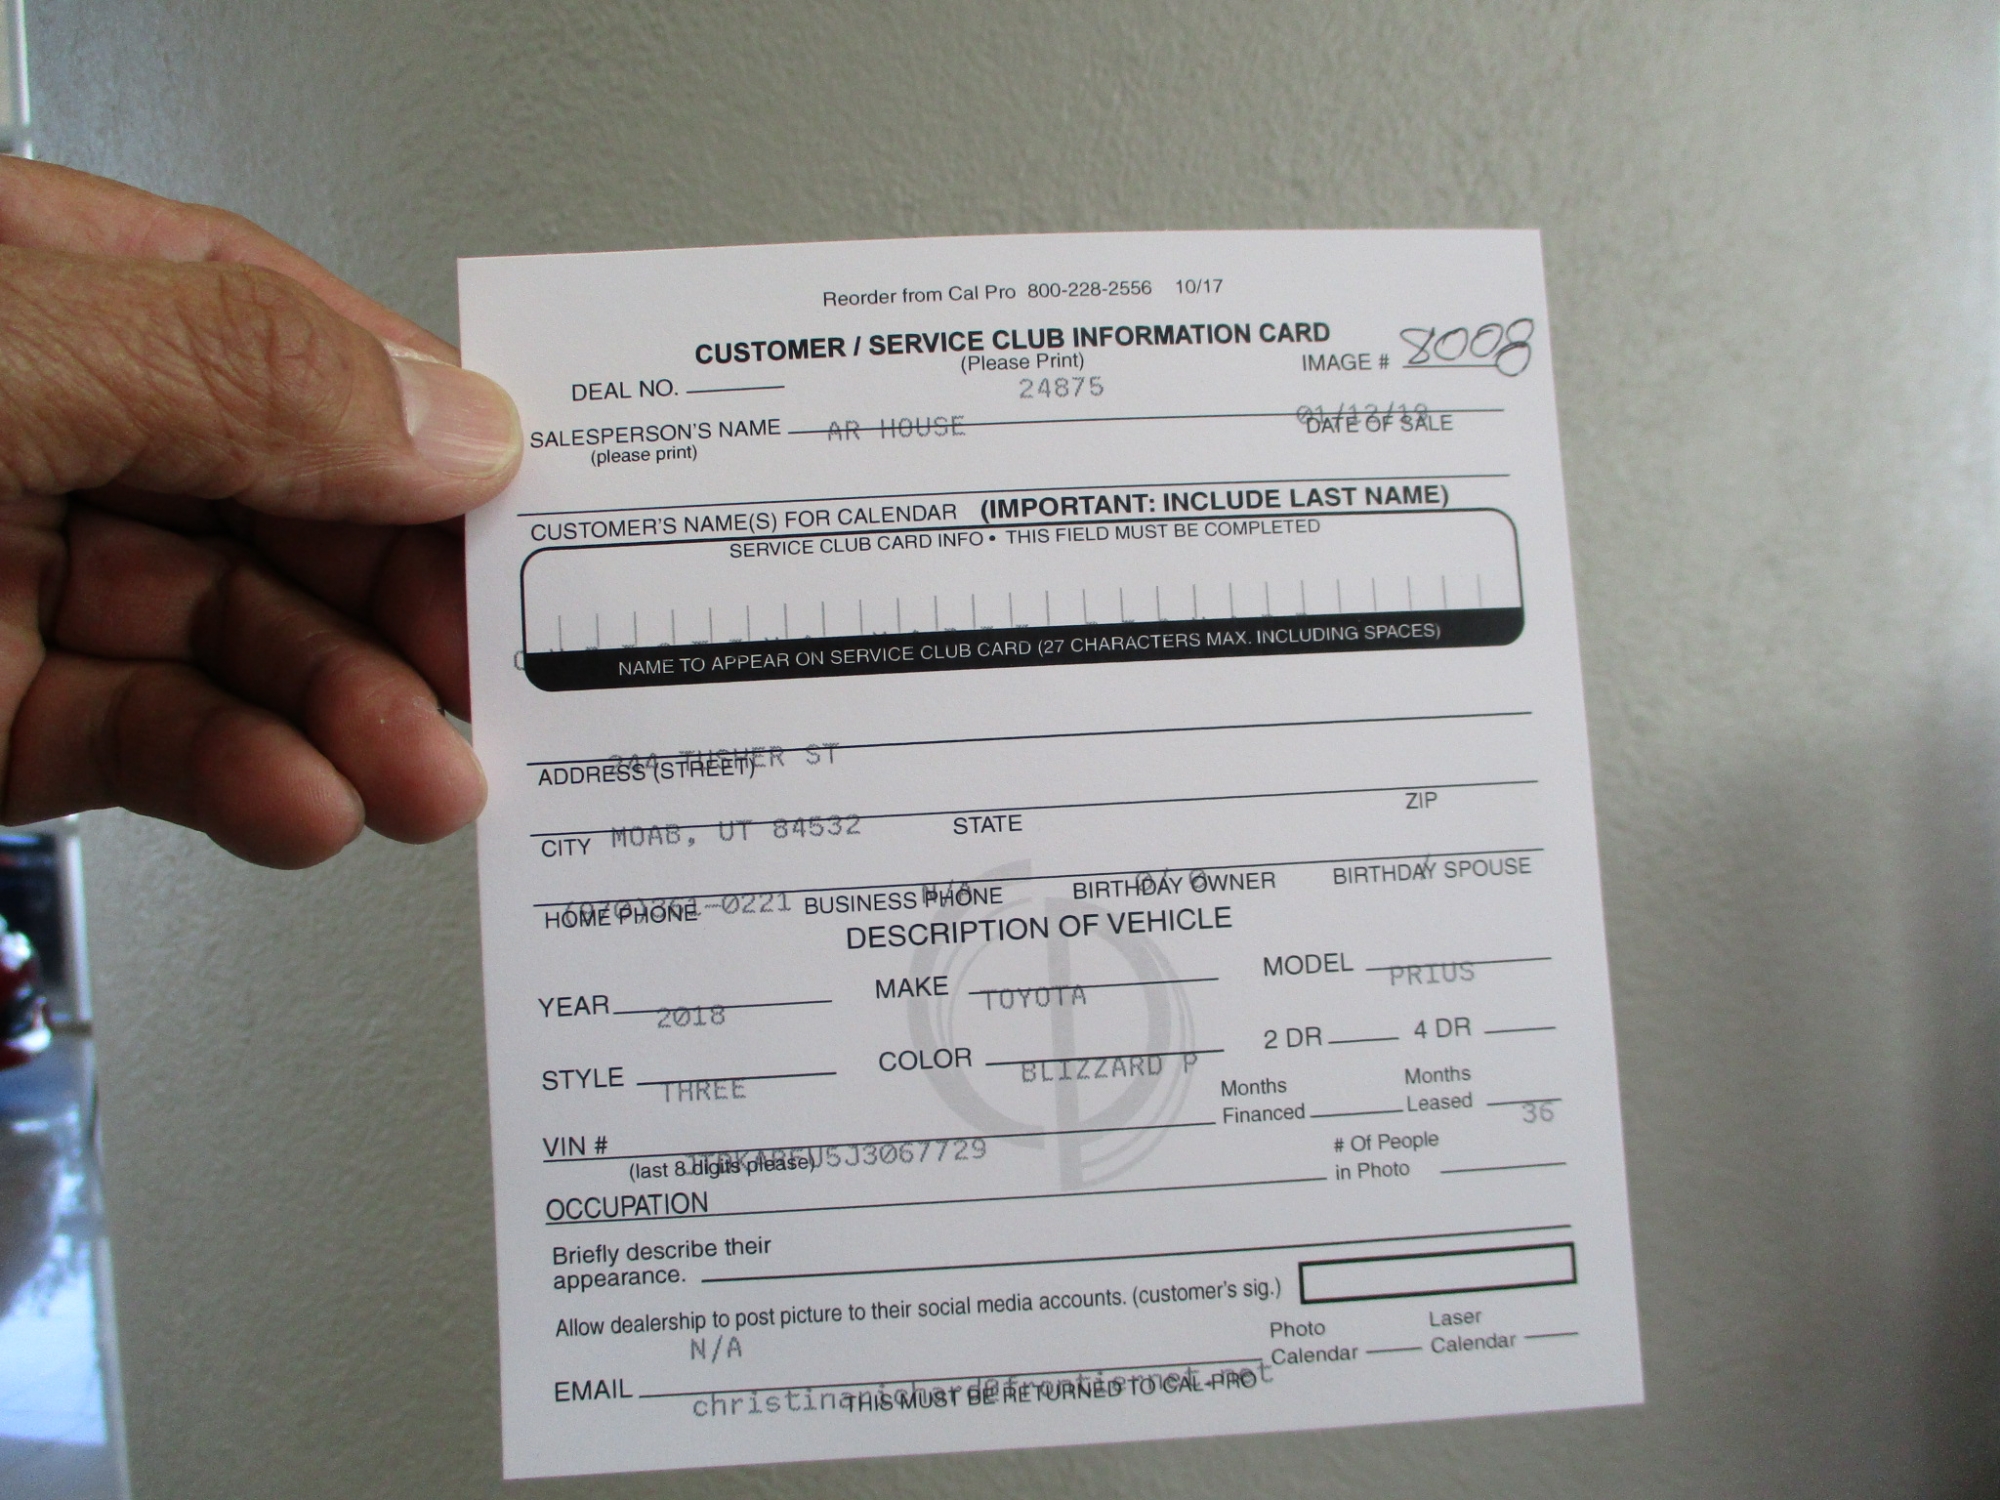 Reorder from Cal Pro 800-228-2556 10/17
CUSTOMER / SERVICE CLUB INFORMATION CARD
(Please Print)
IMAGE # 8008
DEAL NO. 24875
SALESPERSON'S NAME AR HOUSE
DATE OF SALE
(please print)
CUSTOMER'S NAME(S) FOR CALENDAR (IMPORTANT: INCLUDE LAST NAME)
SERVICE CLUB CARD INFO • THIS FIELD MUST BE COMPLETED
NAME TO APPEAR ON SERVICE CLUB CARD (27 CHARACTERS MAX. INCLUDING SPACES)
244 TUSHER ST
ADDRESS (STREET)
CITY MOAB, UT 84532 STATE ZIP
HOME PHONE BUSINESS PHONE N/A BIRTHDAY OWNER BIRTHDAY SPOUSE
DESCRIPTION OF VEHICLE
YEAR 2018 MAKE TOYOTA MODEL PRIUS
STYLE THREE COLOR BLIZZARD P 2 DR 4 DR
Months Financed Months Leased 36
VIN #
(last 8 digits please)
# Of People in Photo
OCCUPATION
Briefly describe their
appearance.
Allow dealership to post picture to their social media accounts. (customer's sig.)
N/A
Photo Calendar Laser Calendar
EMAIL
THIS MUST BE RETURNED TO CAL-PRO